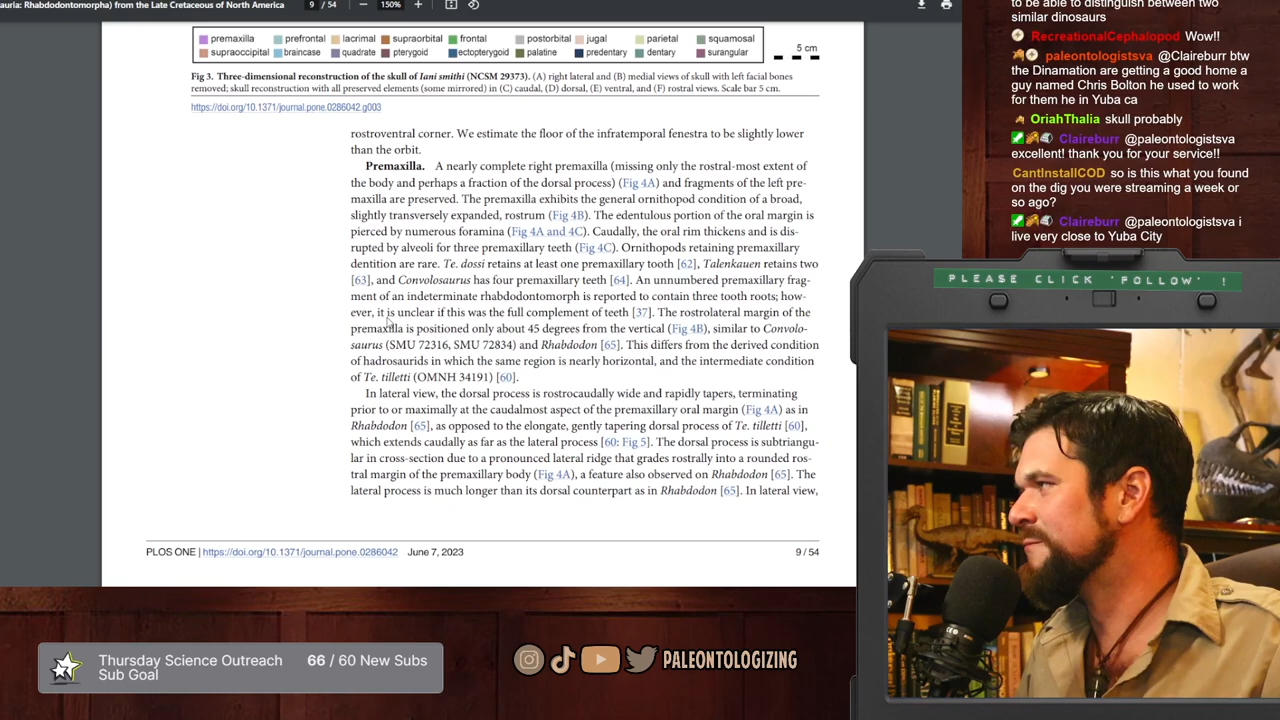 auria: Rhabdodontomorpha) from the Late Cretaceous of North America
9 / 54
150%
premaxilla prefrontal lacrimal supraorbital frontal postorbital jugal parietal squamosal
supraoccipital braincase quadrate pterygoid ectopterygoid palatine predentary dentary surangular
5 cm
Fig 3. Three-dimensional reconstruction of the skull of Iani smithi (NCSM 29373). (A) right lateral and (B) medial views of skull with left facial bones
removed; skull reconstruction with all preserved elements (some mirrored) in (C) caudal, (D) dorsal, (E) ventral, and (F) rostral views. Scale bar 5 cm.
https://doi.org/10.1371/journal.pone.0286042.g003
rostroventral corner. We estimate the floor of the infratemporal fenestra to be slightly lower
than the orbit.
Premaxilla. A nearly complete right premaxilla (missing only the rostral-most extent of
the body and perhaps a fraction of the dorsal process) (Fig 4A) and fragments of the left pre-
maxilla are preserved. The premaxilla exhibits the general ornithopod condition of a broad,
slightly transversely expanded, rostrum (Fig 4B). The edentulous portion of the oral margin is
pierced by numerous foramina (Fig 4A and 4C). Caudally, the oral rim thickens and is dis-
rupted by alveoli for three premaxillary teeth (Fig 4C). Ornithopods retaining premaxillary
dentition are rare. Te. dossi retains at least one premaxillary tooth [62], Talenkauen retains two
[63], and Convolosaurus has four premaxillary teeth [64]. An unnumbered premaxillary frag-
ment of an indeterminate rhabdodontomorph is reported to contain three tooth roots; how-
ever, it is unclear if this was the full complement of teeth [37]. The rostrolateral margin of the
premaxilla is positioned only about 45 degrees from the vertical (Fig 4B), similar to Convolo-
saurus (SMU 72316, SMU 72834) and Rhabdodon [65]. This differs from the derived condition
of hadrosaurids in which the same region is nearly horizontal, and the intermediate condition
of Te. tilletti (OMNH 34191) [60].
In lateral view, the dorsal process is rostrocaudally wide and rapidly tapers, terminating
prior to or maximally at the caudalmost aspect of the premaxillary oral margin (Fig 4A) as in
Rhabdodon [65], as opposed to the elongate, gently tapering dorsal process of Te. tilletti [60],
which extends caudally as far as the lateral process [60: Fig 5]. The dorsal process is subtriangu-
lar in cross-section due to a pronounced lateral ridge that grades rostrally into a rounded ros-
tral margin of the premaxillary body (Fig 4A), a feature also observed on Rhabdodon [65]. The
lateral process is much longer than its dorsal counterpart as in Rhabdodon [65]. In lateral view,
PLOS ONE | https://doi.org/10.1371/journal.pone.0286042 June 7, 2023
9 / 54
to be able to distinguish between two
similar dinosaurs
RecreationalCephalopod Wow!!
paleontologistsva @Claireburr btw
the Dinamation are getting a good home a
guy named Chris Bolton he used to work
for them he in Yuba ca
OriahThalia skull probably
Claireburr @paleontologistsva
excellent! thank you for your service!!
CantInstallCOD so is this what you found
on the dig you were streaming a week or
so ago?
Claireburr @paleontologistsva i
live very close to Yuba City
PLEASE CLICK 'FOLLOW' !
Thursday Science Outreach
Sub Goal
66 / 60 New Subs
PALEONTOLOGIZING